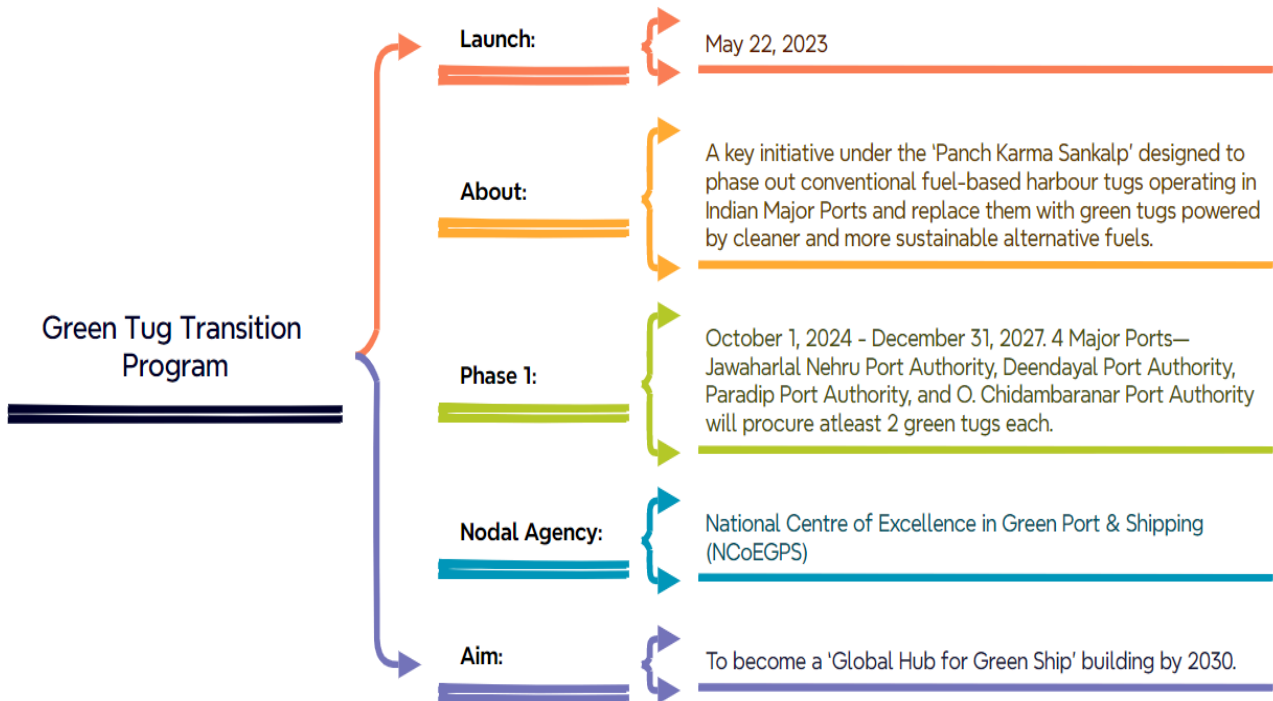 Green Tug Transition
Program
Launch:
May 22, 2023
About:
A key initiative under the ‘Panch Karma Sankalp’ designed to
phase out conventional fuel-based harbour tugs operating in
Indian Major Ports and replace them with green tugs powered
by cleaner and more sustainable alternative fuels.
Phase 1:
October 1, 2024 - December 31, 2027. 4 Major Ports—
Jawaharlal Nehru Port Authority, Deendayal Port Authority,
Paradip Port Authority, and O. Chidambaranar Port Authority
will procure atleast 2 green tugs each.
Nodal Agency:
National Centre of Excellence in Green Port & Shipping
(NCoEGPS)
Aim:
To become a ‘Global Hub for Green Ship’ building by 2030.